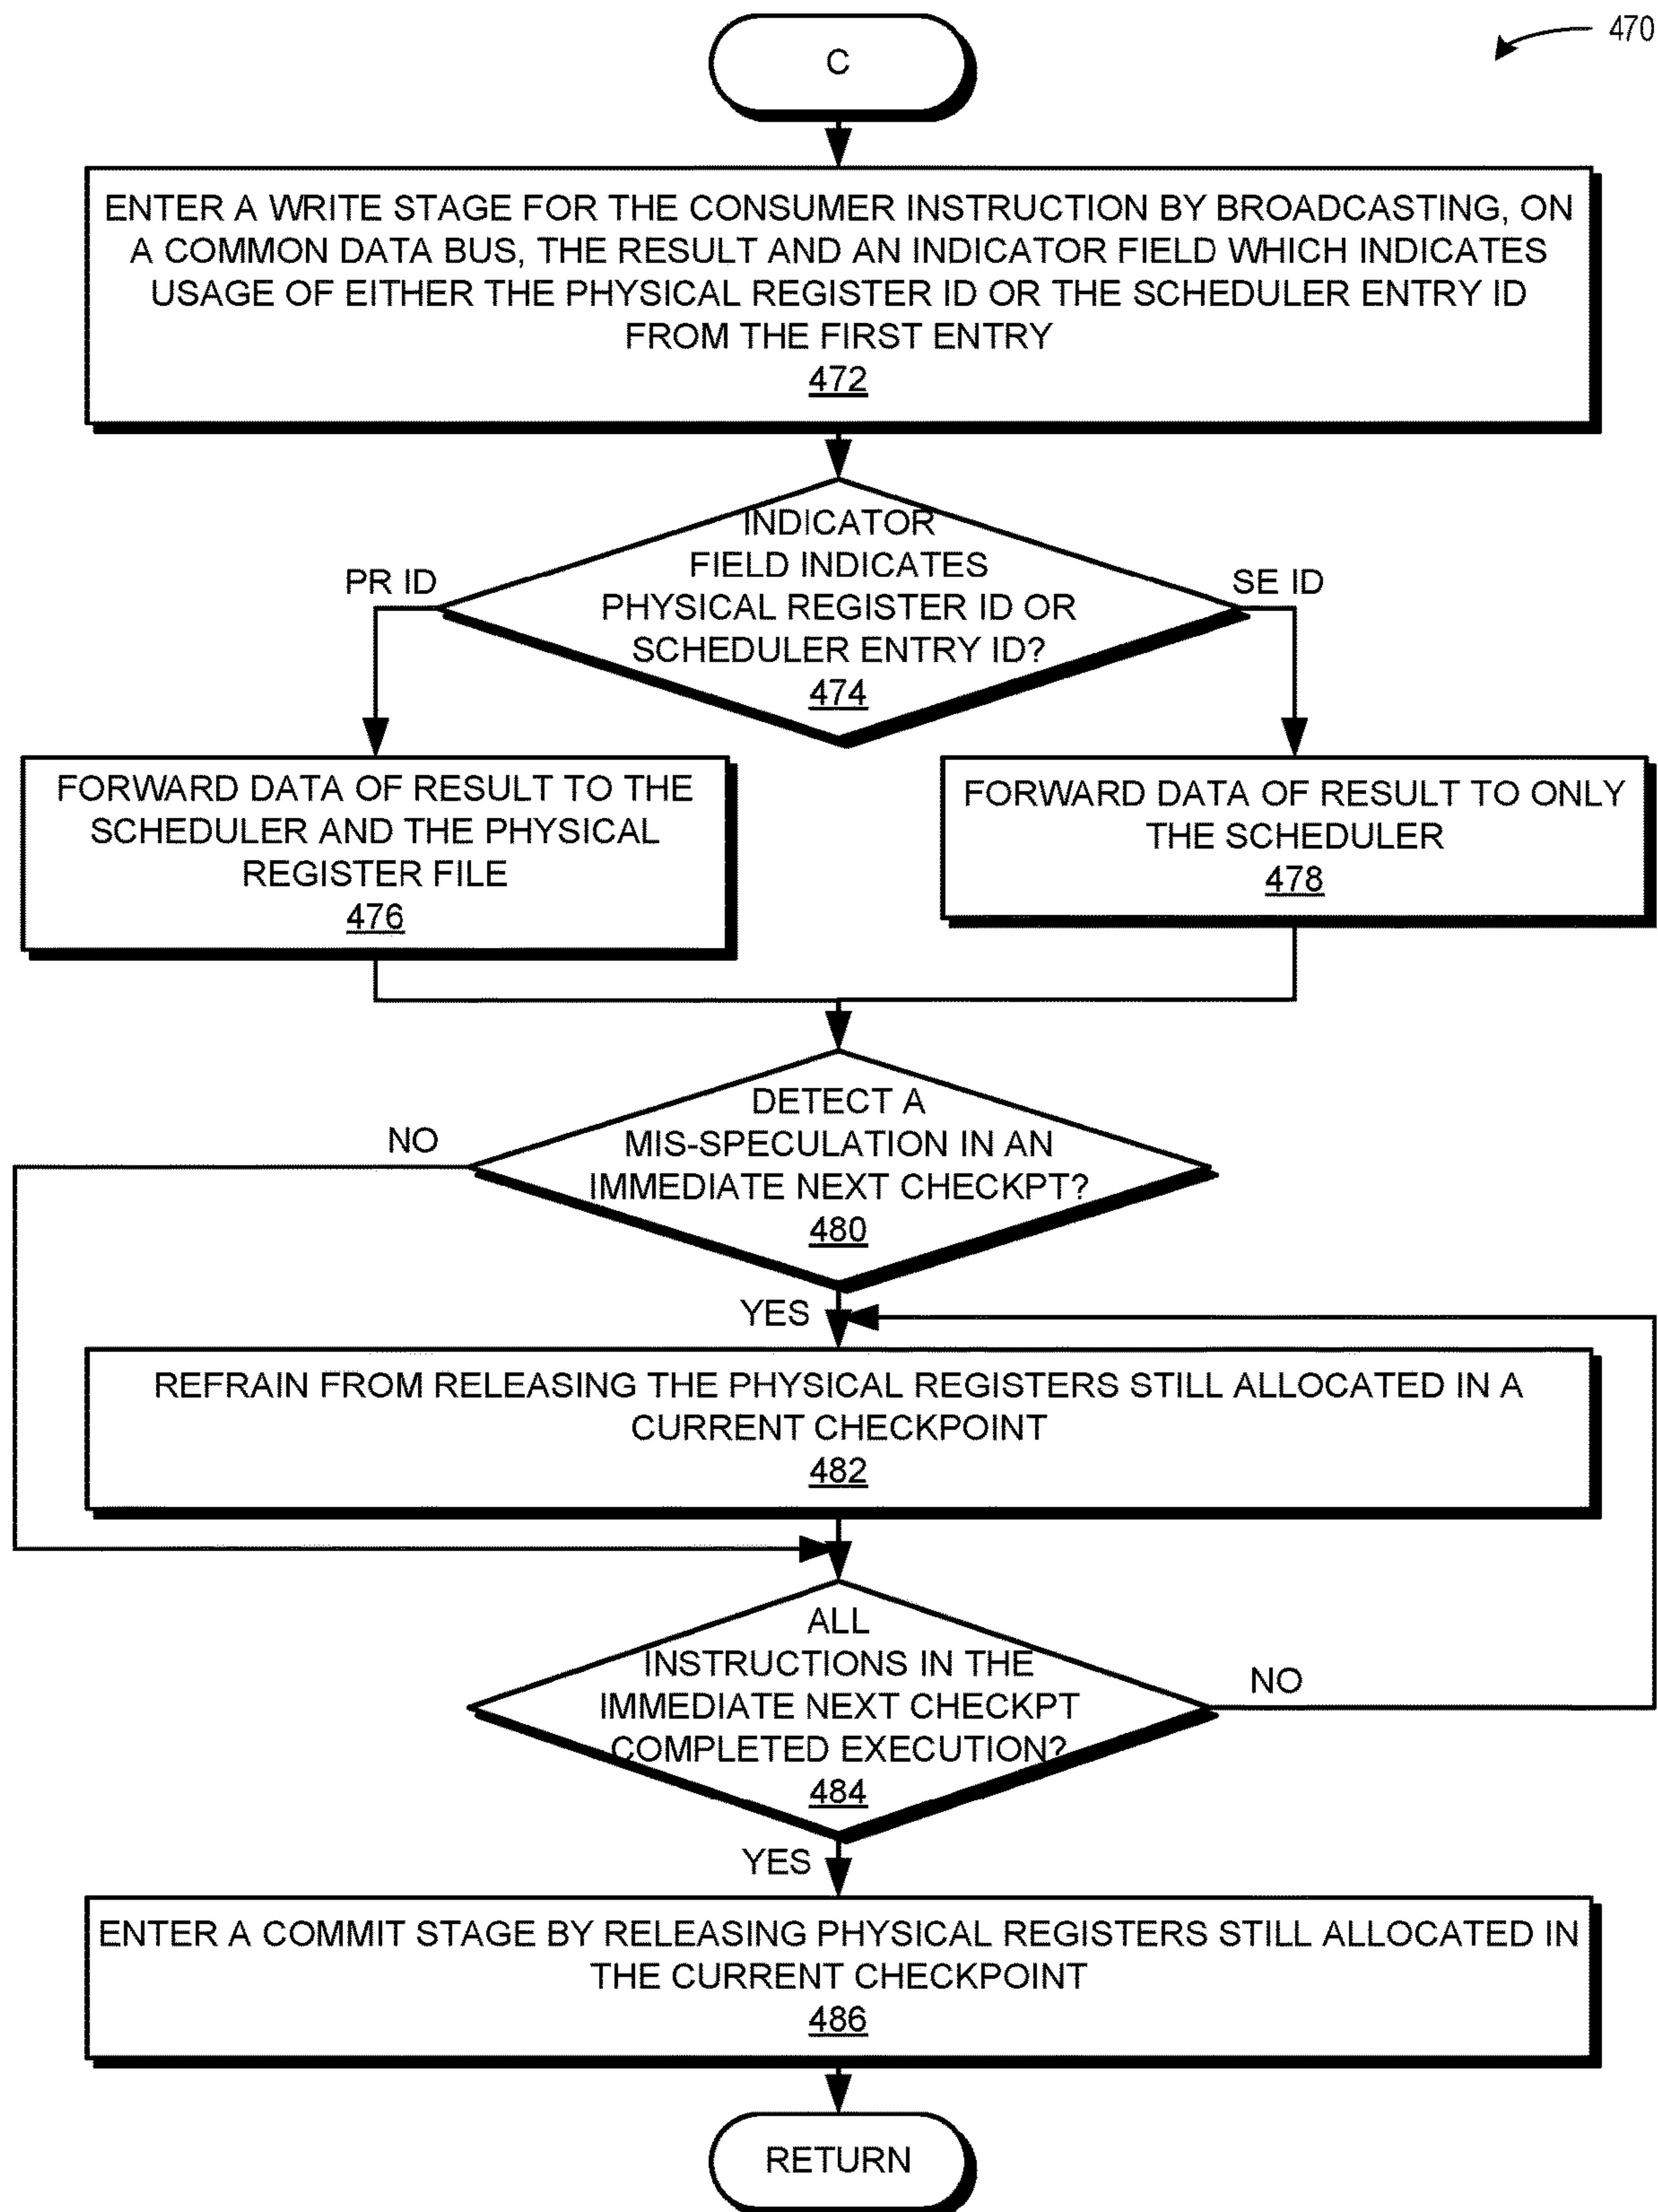 470
C
ENTER A WRITE STAGE FOR THE CONSUMER INSTRUCTION BY BROADCASTING, ON
A COMMON DATA BUS, THE RESULT AND AN INDICATOR FIELD WHICH INDICATES
USAGE OF EITHER THE PHYSICAL REGISTER ID OR THE SCHEDULER ENTRY ID
FROM THE FIRST ENTRY
472
INDICATOR
FIELD INDICATES
PHYSICAL REGISTER ID OR
SCHEDULER ENTRY ID?
474
PR ID
SE ID
FORWARD DATA OF RESULT TO THE
SCHEDULER AND THE PHYSICAL
REGISTER FILE
476
FORWARD DATA OF RESULT TO ONLY
THE SCHEDULER
478
DETECT A
MIS-SPECULATION IN AN
IMMEDIATE NEXT CHECKPT?
480
NO
YES
REFRAIN FROM RELEASING THE PHYSICAL REGISTERS STILL ALLOCATED IN A
CURRENT CHECKPOINT
482
ALL
INSTRUCTIONS IN THE
IMMEDIATE NEXT CHECKPT
COMPLETED EXECUTION?
484
NO
YES
ENTER A COMMIT STAGE BY RELEASING PHYSICAL REGISTERS STILL ALLOCATED IN
THE CURRENT CHECKPOINT
486
RETURN